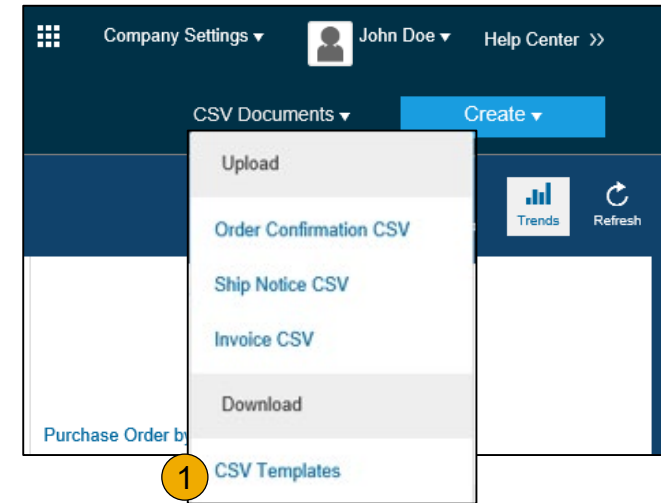 Company Settings ▾ John Doe ▾ Help Center >>
CSV Documents ▾ Create ▾
Upload
Trends Refresh
Order Confirmation CSV
Ship Notice CSV
Invoice CSV
Download
Purchase Order by
1 CSV Templates